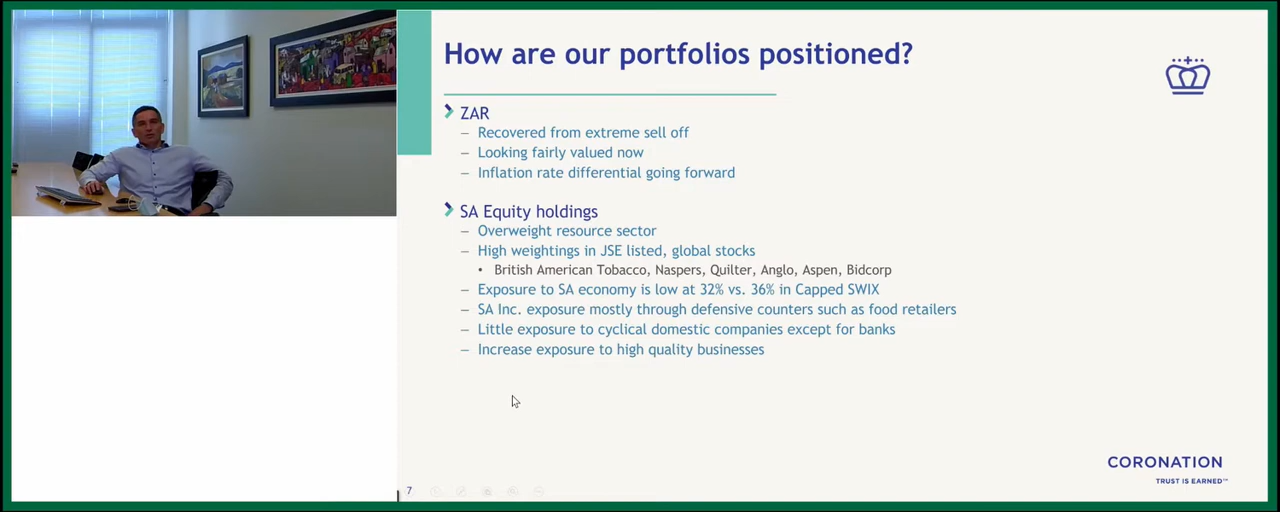 How are our portfolios positioned?
ZAR
– Recovered from extreme sell off
– Looking fairly valued now
– Inflation rate differential going forward
SA Equity holdings
– Overweight resource sector
– High weightings in JSE listed, global stocks
• British American Tobacco, Naspers, Quilter, Anglo, Aspen, Bidcorp
– Exposure to SA economy is low at 32% vs. 36% in Capped SWIX
– SA Inc. exposure mostly through defensive counters such as food retailers
– Little exposure to cyclical domestic companies except for banks
– Increase exposure to high quality businesses
CORONATION
TRUST IS EARNED™
7